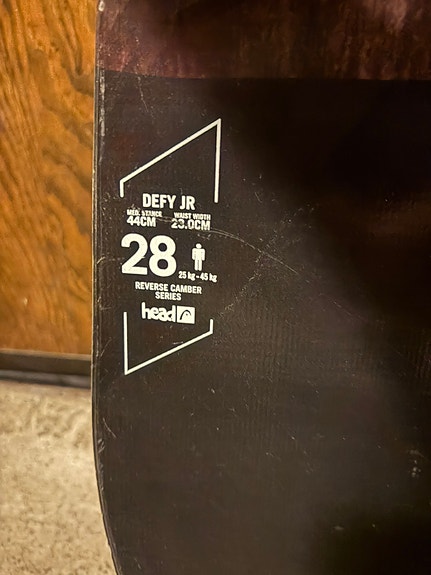 DEFY JR
MED. STANCE WAIST WIDTH
44CM 23.0CM
28
25 kg - 45 kg
REVERSE CAMBER
SERIES
head